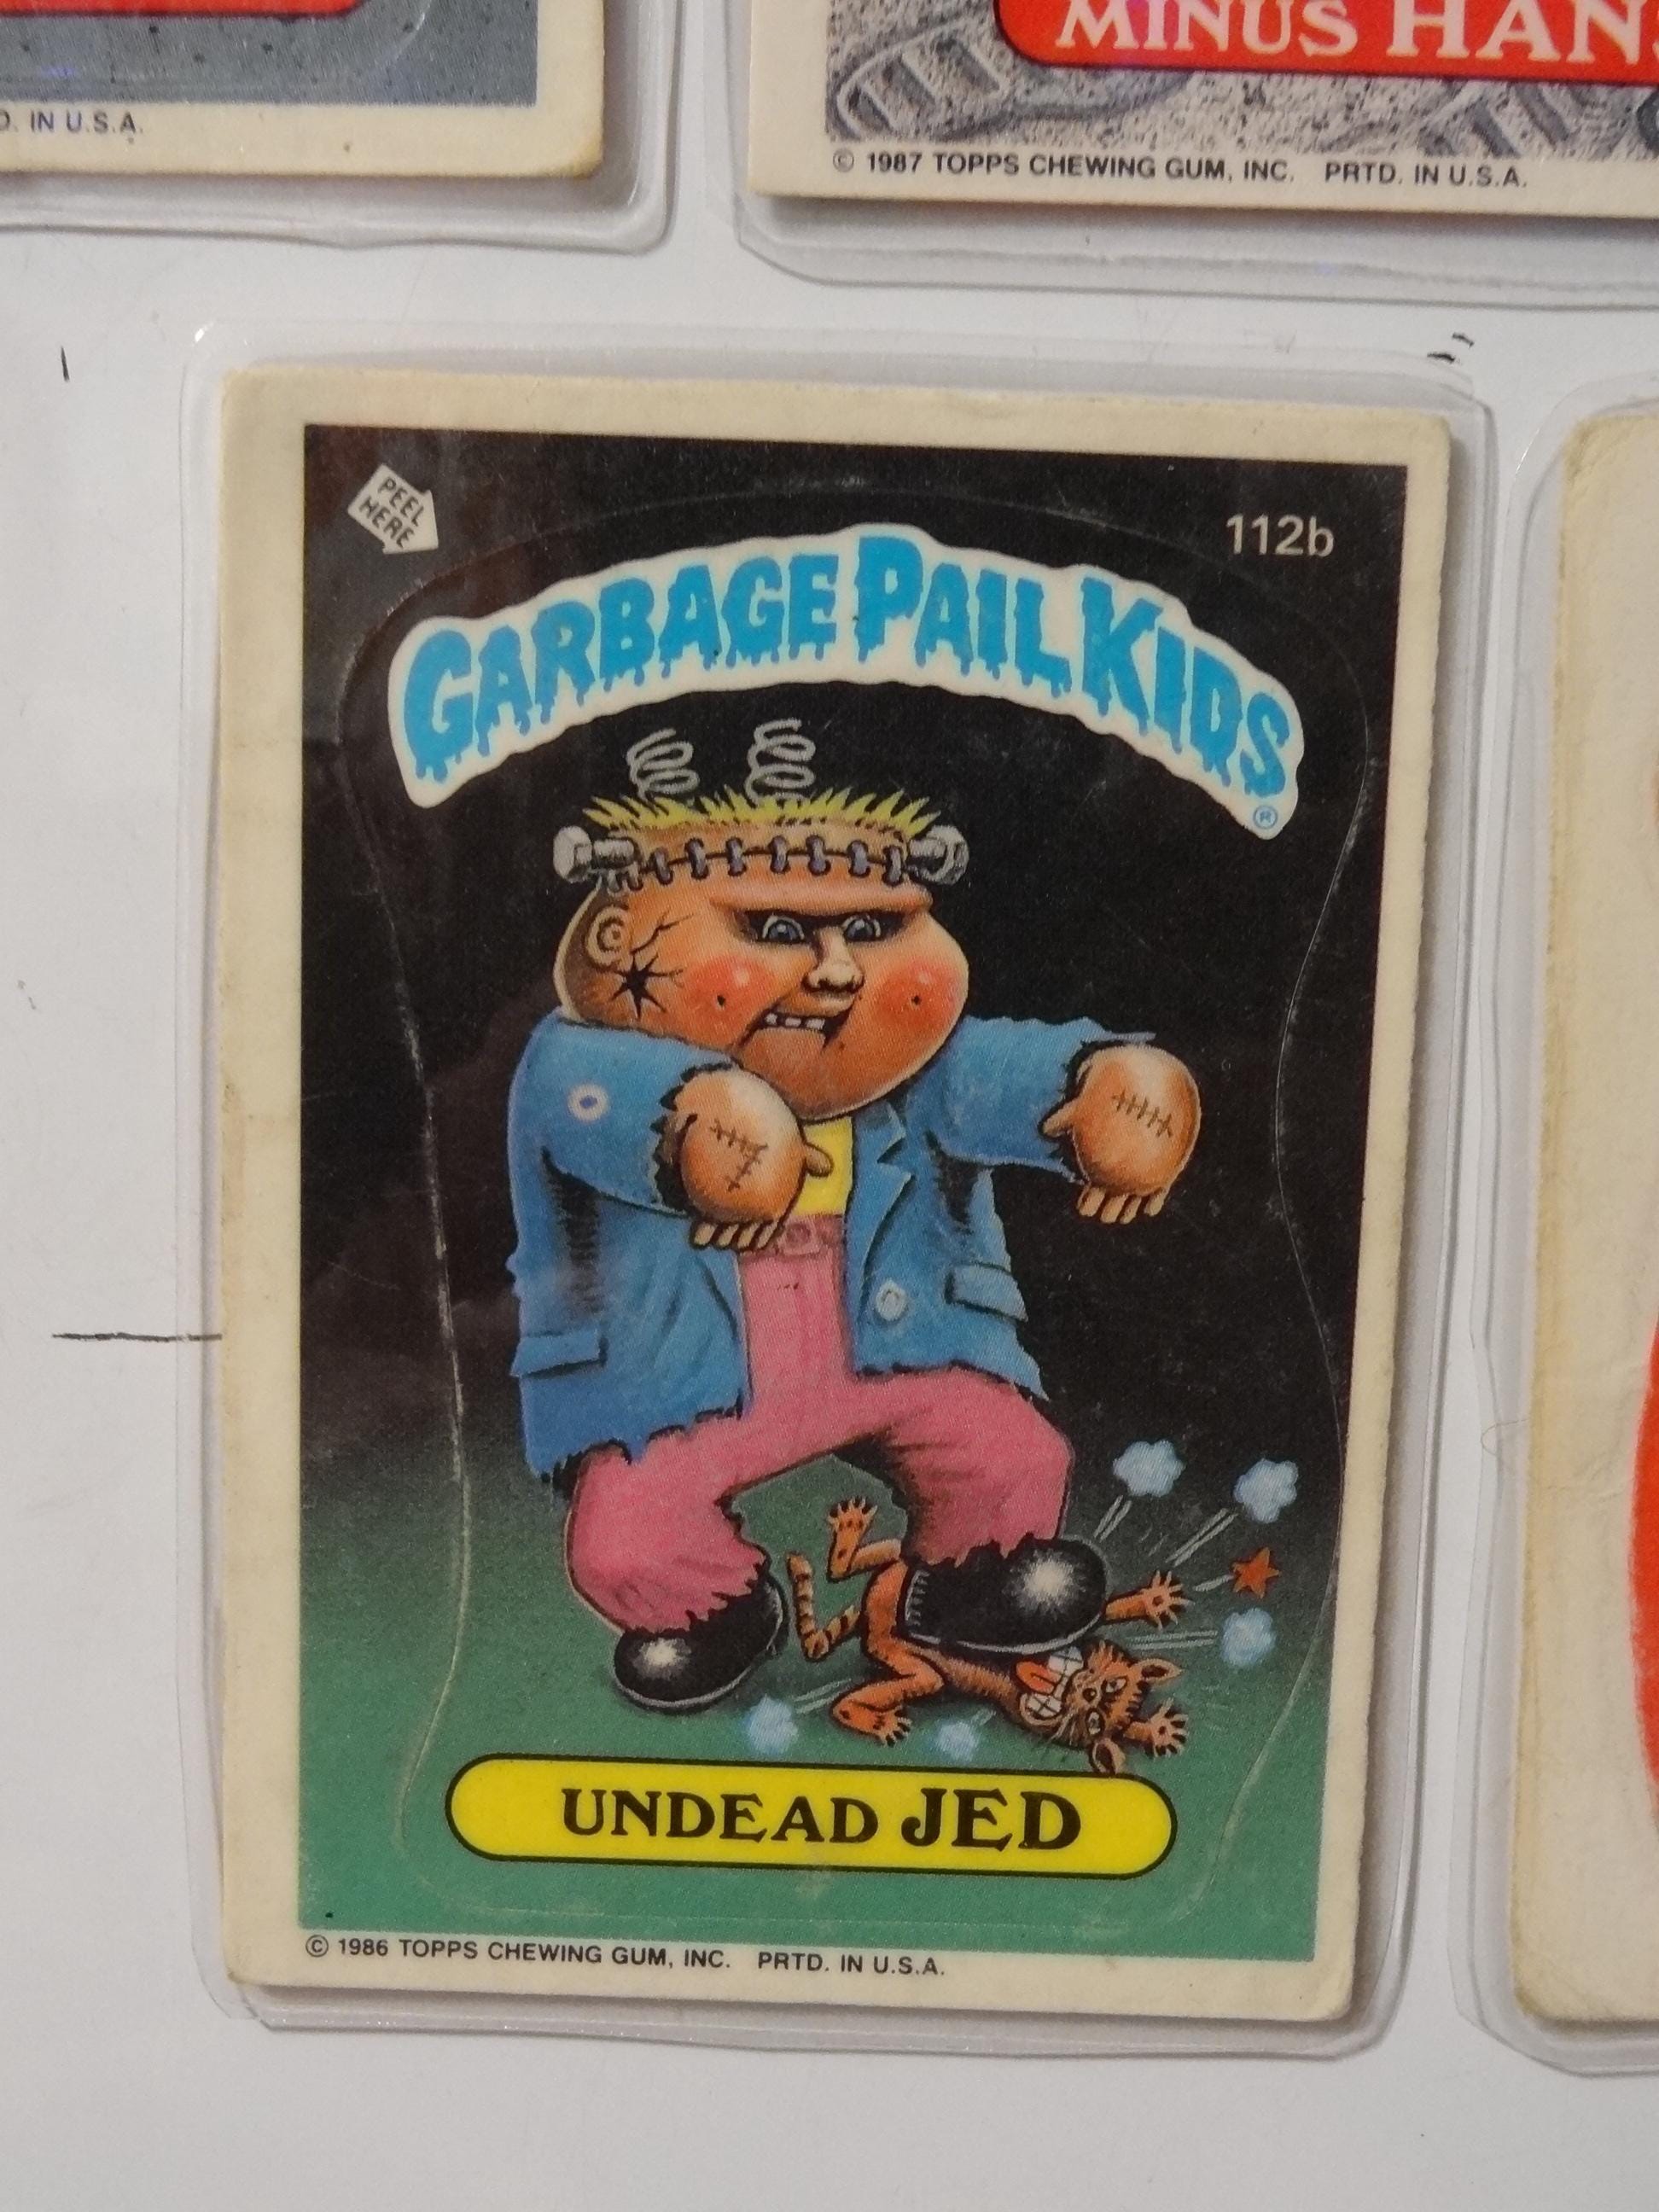 MINUS HAN
D. IN U.S.A.
© 1987 TOPPS CHEWING GUM, INC. PRTD. IN U.S.A.
PEEL
HERE
112b
GARBAGE PAIL KIDS
®
UNDEAD JED
© 1986 TOPPS CHEWING GUM, INC. PRTD. IN U.S.A.